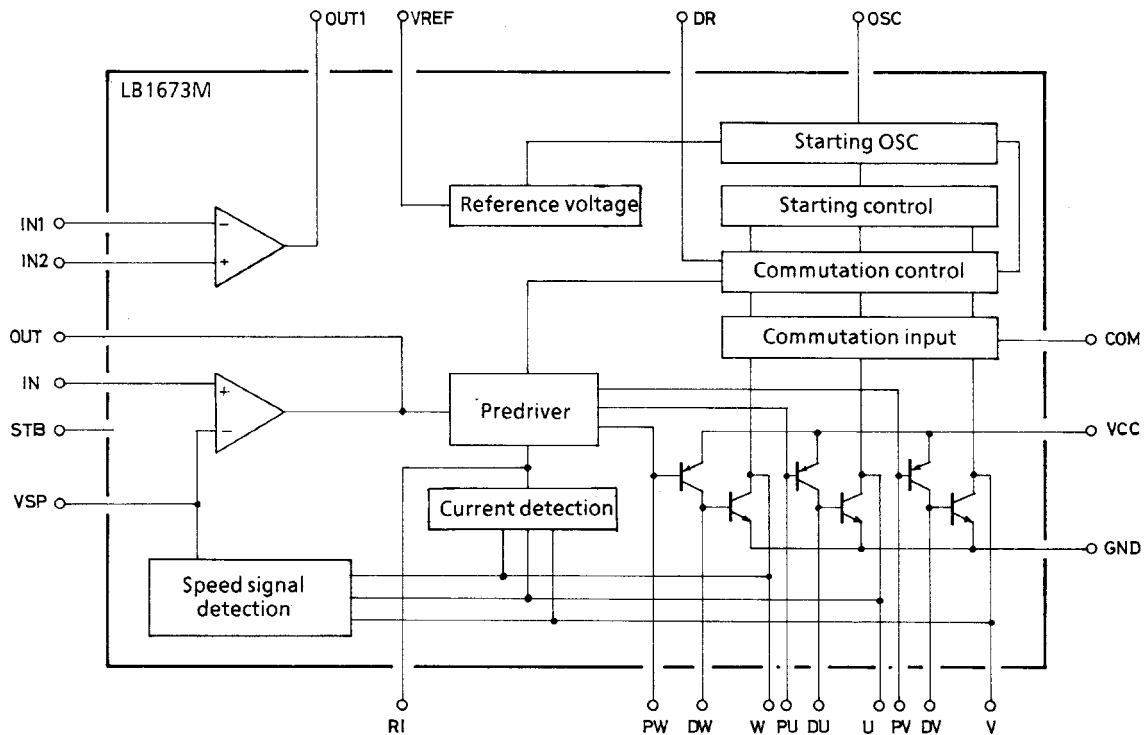 OUT1
VREF
DR
OSC
LB1673M
Starting OSC
Reference voltage
Starting control
IN1
−
IN2
+
Commutation control
OUT
Commutation input
COM
IN
+
Predriver
STB
−
VCC
VSP
Current detection
GND
Speed signal
detection
RI
PW
DW
W
PU
DU
U
PV
DV
V